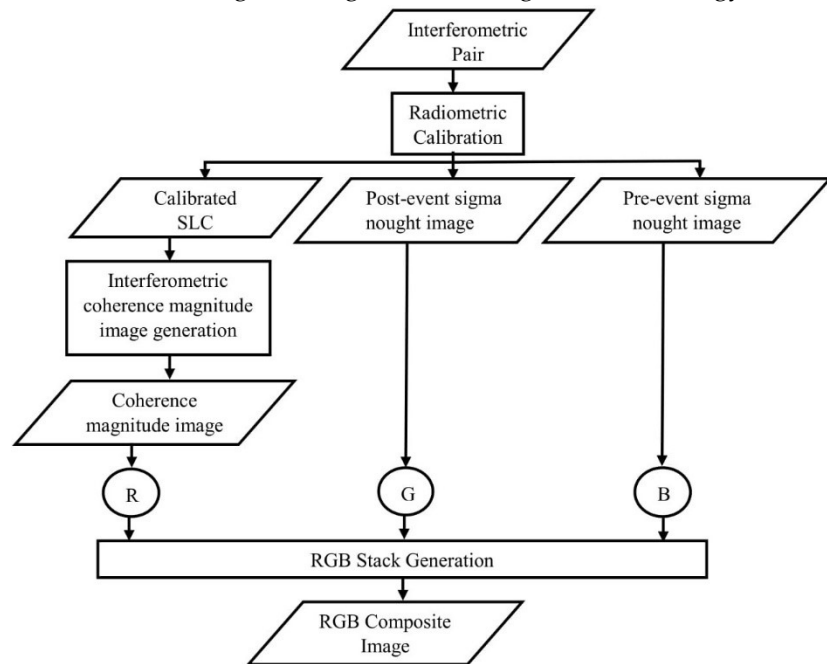 Interferometric
Pair
Radiometric
Calibration
Calibrated
SLC
Post-event sigma
nought image
Pre-event sigma
nought image
Interferometric
coherence magnitude
image generation
Coherence
magnitude image
R
G
B
RGB Stack Generation
RGB Composite
Image